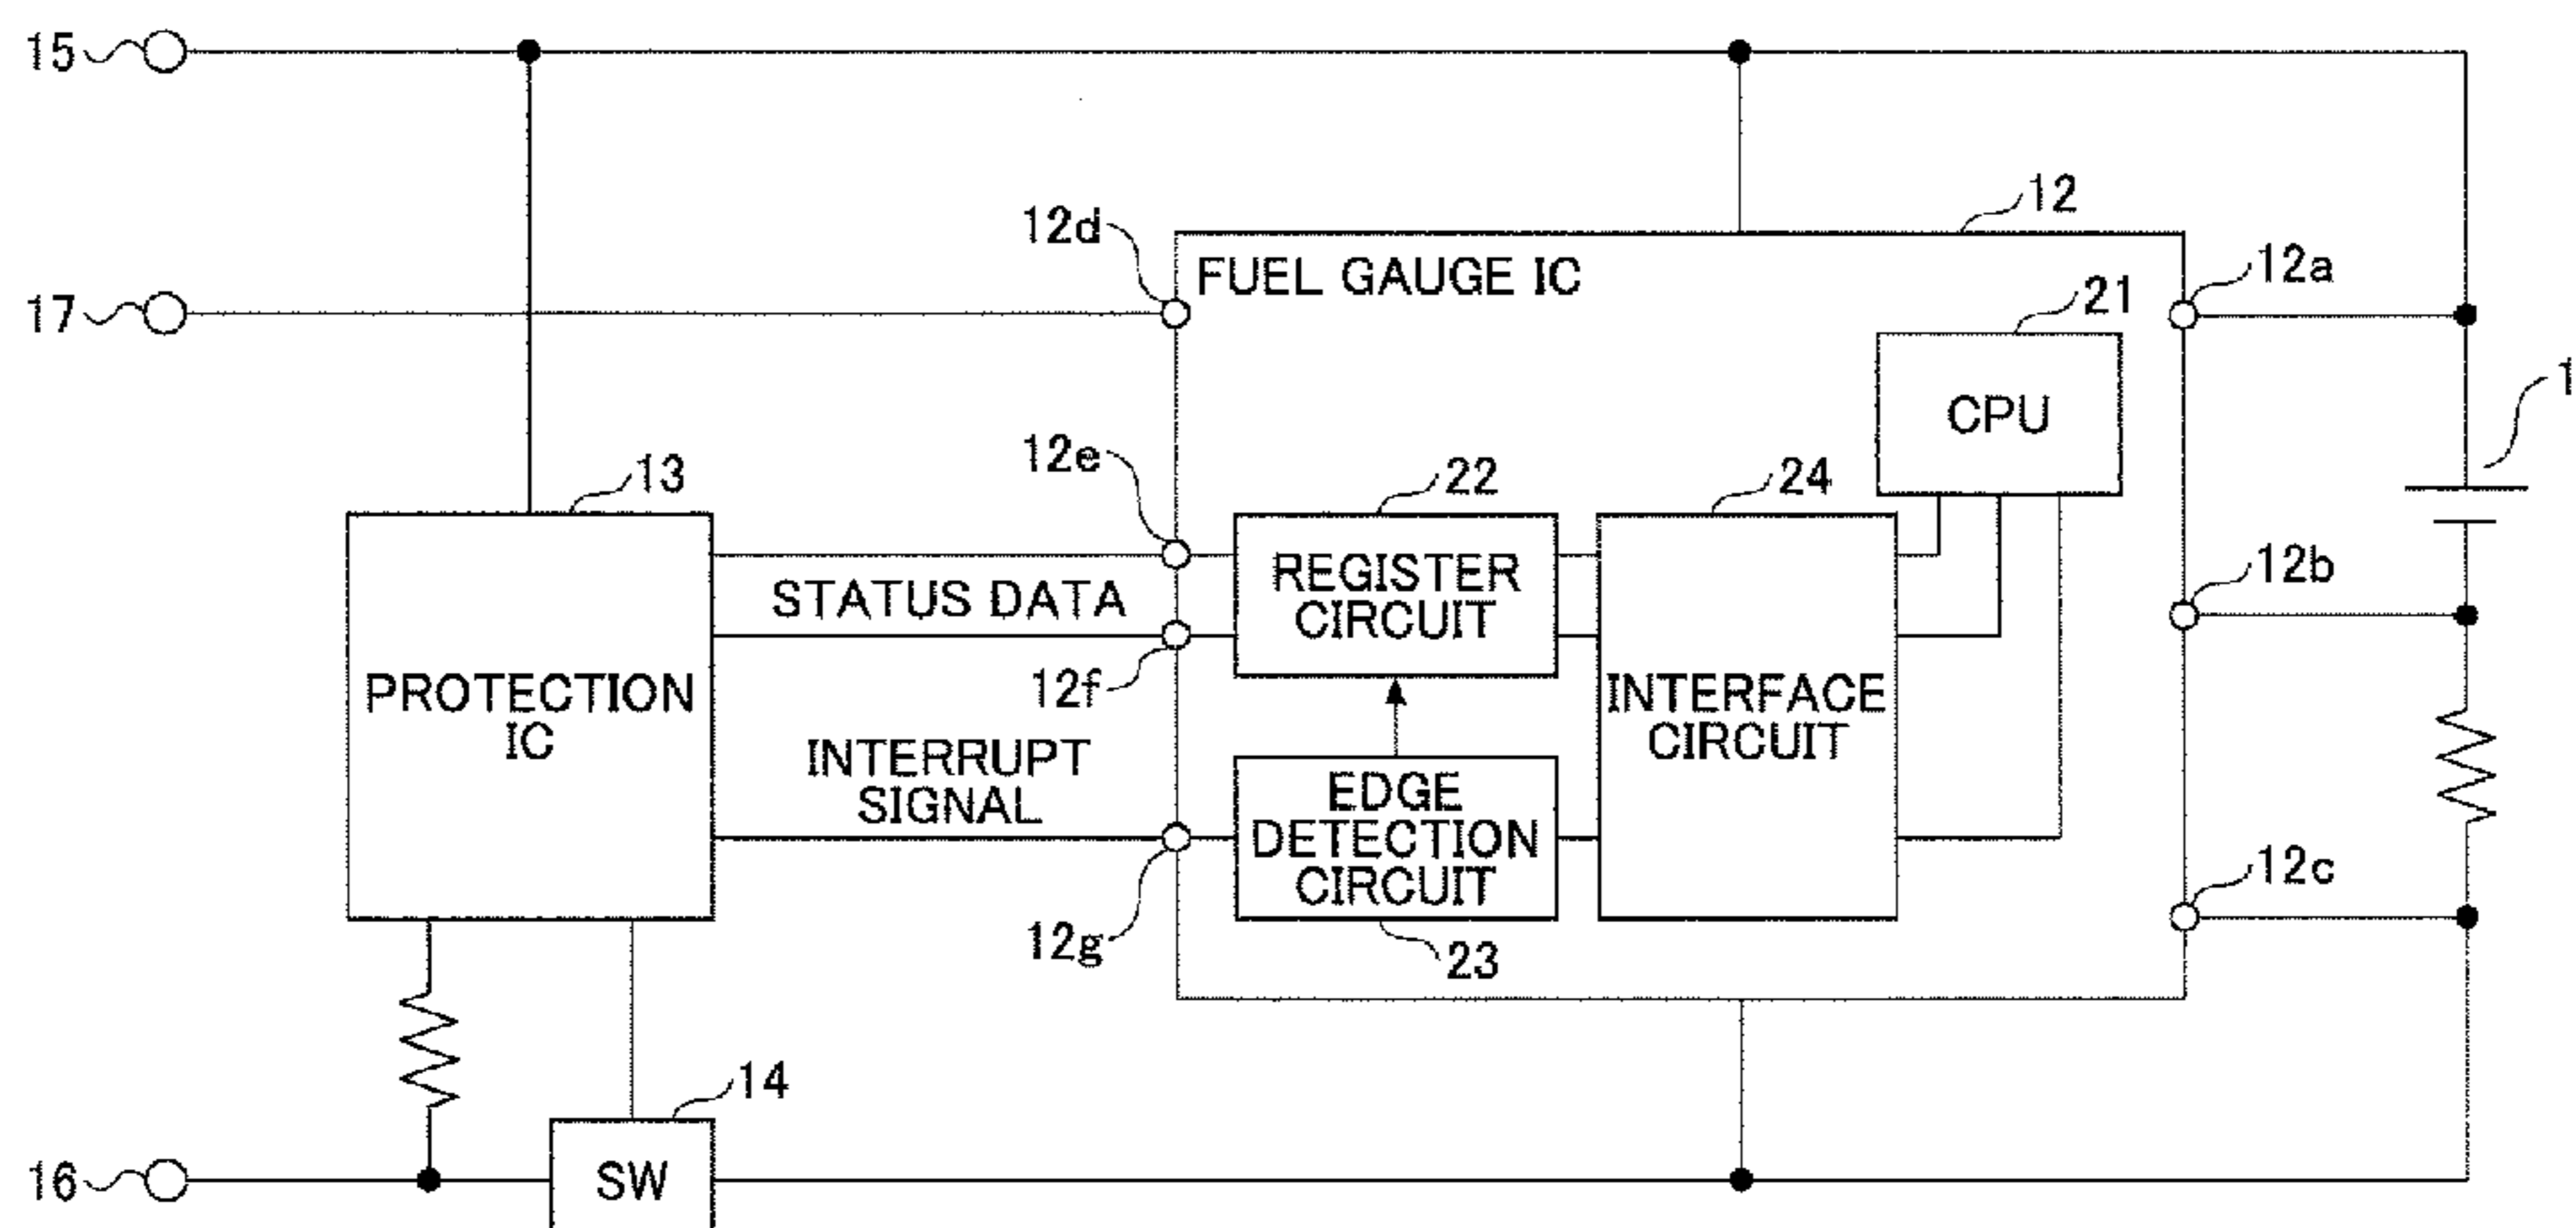 15
12
12d
FUEL GAUGE IC
12a
17
21
CPU
1
12e
13
22
24
STATUS DATA
REGISTER
CIRCUIT
12b
12f
PROTECTION
IC
INTERFACE
CIRCUIT
INTERRUPT
SIGNAL
EDGE
DETECTION
CIRCUIT
12c
12g
23
14
16
SW